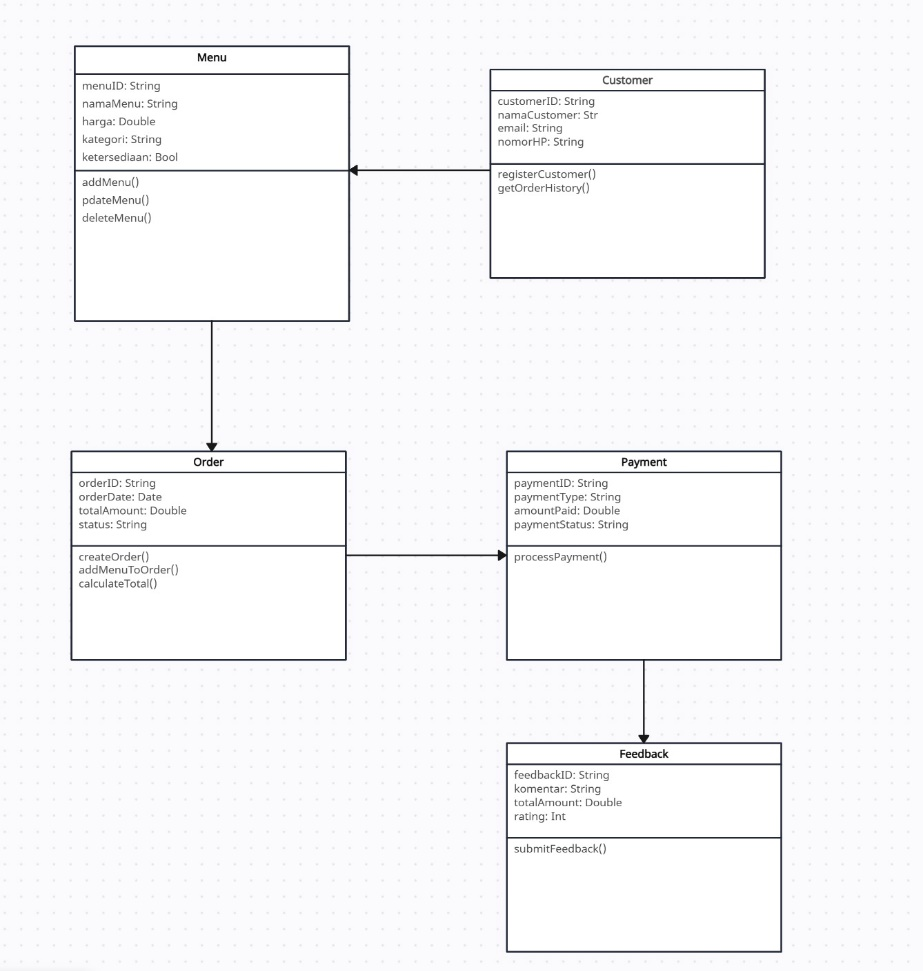 Menu
menuID: String
namaMenu: String
harga: Double
kategori: String
ketersediaan: Bool
addMenu()
pdateMenu()
deleteMenu()
Customer
customerID: String
namaCustomer: Str
email: String
nomorHP: String
registerCustomer()
getOrderHistory()
Order
orderID: String
orderDate: Date
totalAmount: Double
status: String
createOrder()
addMenuToOrder()
calculateTotal()
Payment
paymentID: String
paymentType: String
amountPaid: Double
paymentStatus: String
processPayment()
Feedback
feedbackID: String
komentar: String
totalAmount: Double
rating: Int
submitFeedback()